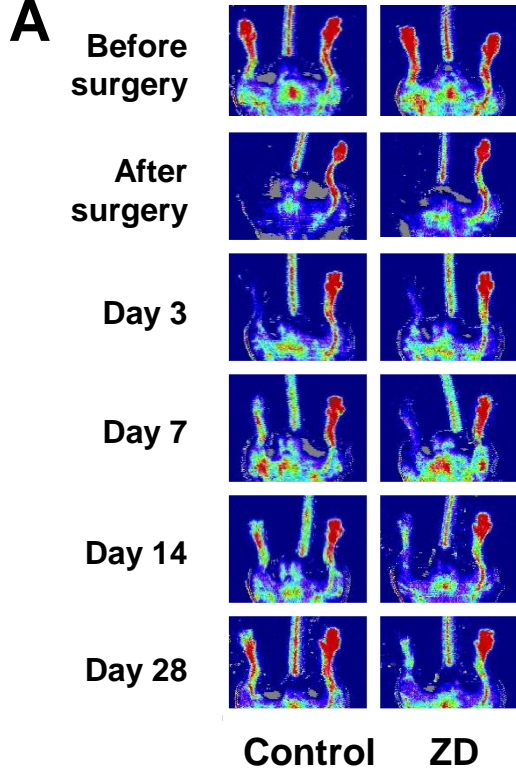 A
Before
surgery
After
surgery
Day 3
Day 7
Day 14
Day 28
Control ZD